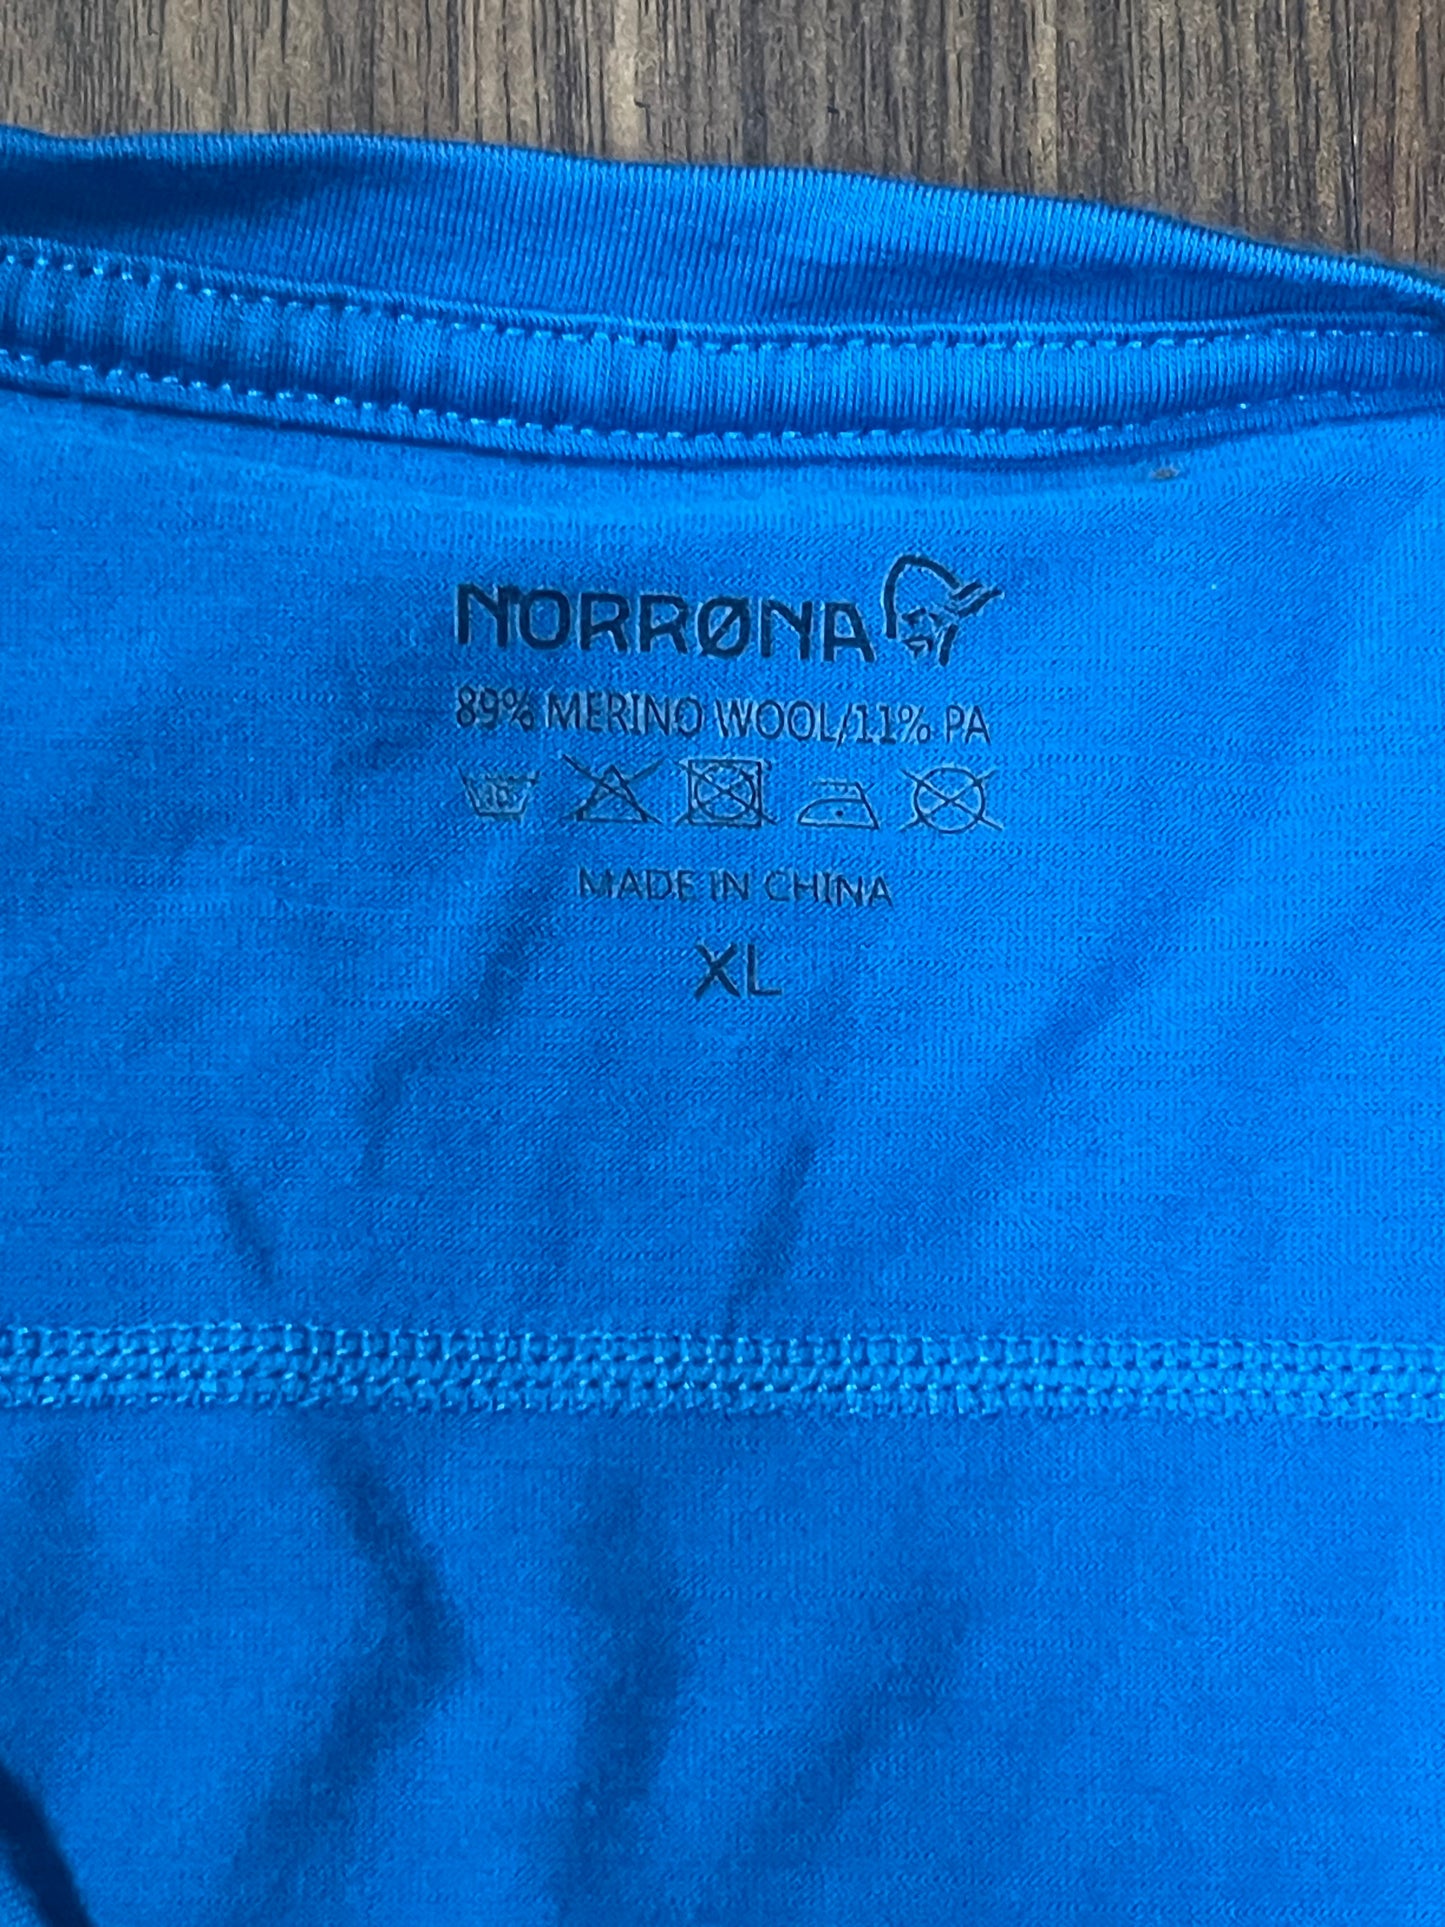 NORRØNA
89% MERINO WOOL/11% PA
MADE IN CHINA
XL